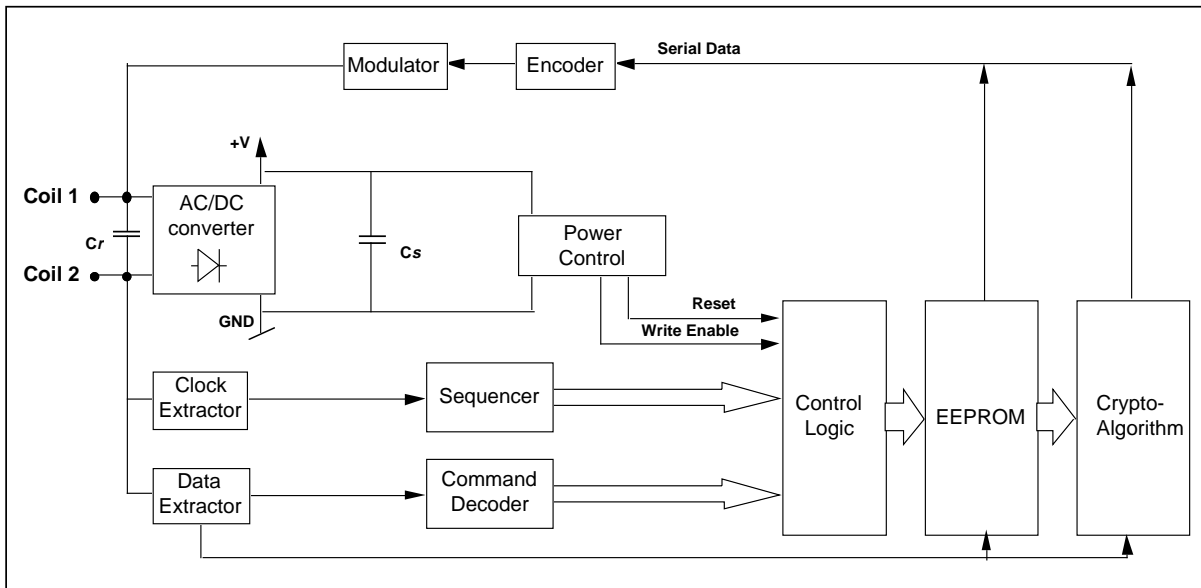 Serial Data
Modulator
Encoder
+V
Coil 1
AC/DC
converter
Cr
Cs
Power
Control
Coil 2
GND
Reset
Write Enable
Clock
Extractor
Sequencer
Control
Logic
EEPROM
Crypto-
Algorithm
Data
Extractor
Command
Decoder